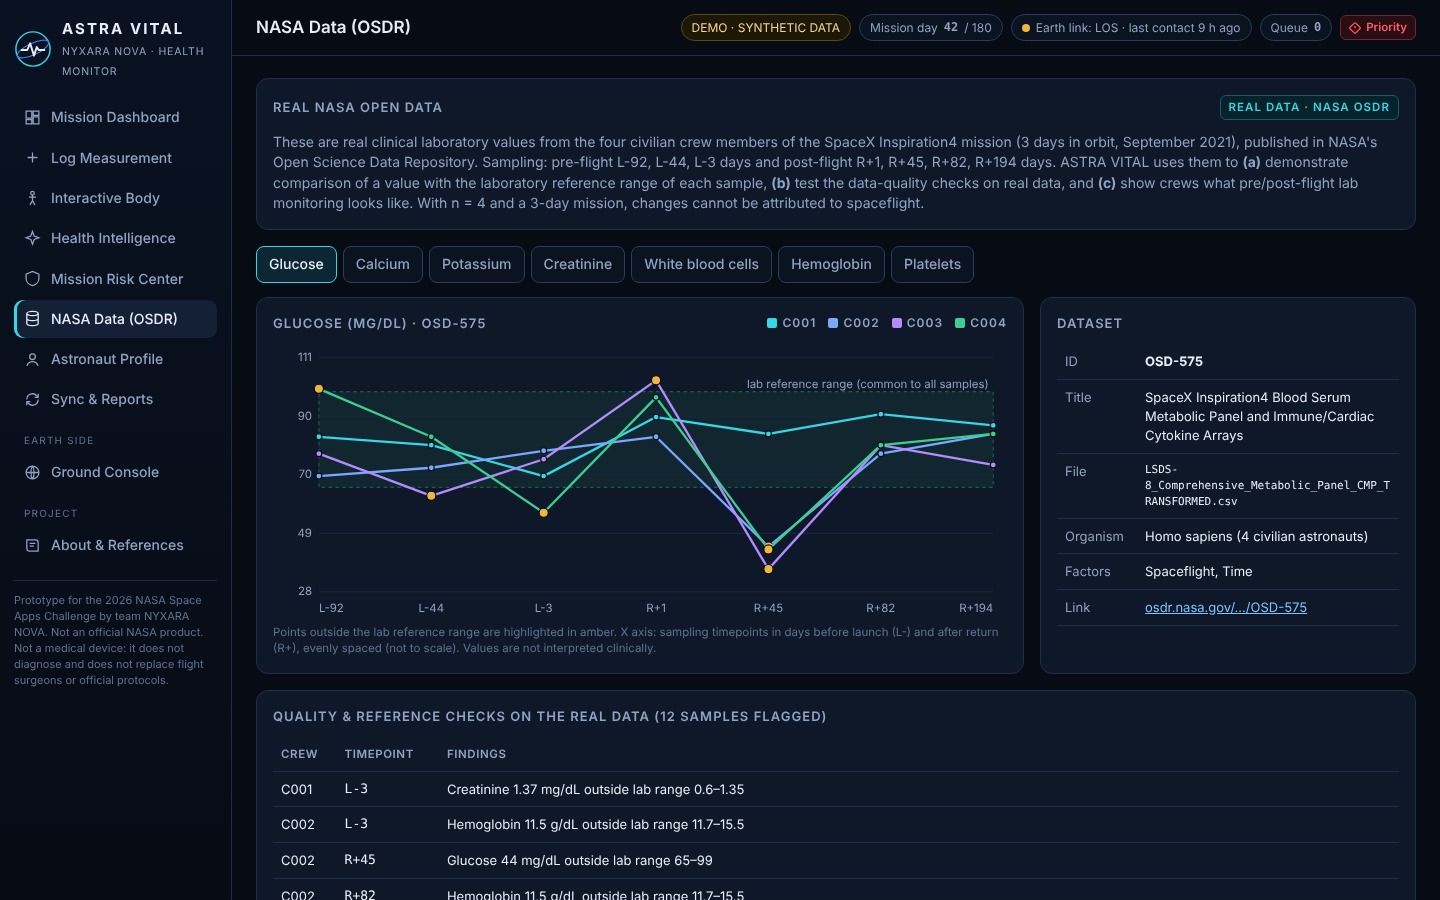 ASTRA VITAL
NYXARA NOVA · HEALTH
MONITOR
Mission Dashboard
Log Measurement
Interactive Body
Health Intelligence
Mission Risk Center
NASA Data (OSDR)
Astronaut Profile
Sync & Reports
EARTH SIDE
Ground Console
PROJECT
About & References
Prototype for the 2026 NASA Space
Apps Challenge by team NYXARA
NOVA. Not an official NASA product.
Not a medical device: it does not
diagnose and does not replace flight
surgeons or official protocols.
NASA Data (OSDR)
DEMO · SYNTHETIC DATA
Mission day 42 / 180
Earth link: LOS · last contact 9 h ago
Queue 0
Priority
REAL NASA OPEN DATA
REAL DATA · NASA OSDR
These are real clinical laboratory values from the four civilian crew members of the SpaceX Inspiration4 mission (3 days in orbit, September 2021), published in NASA's
Open Science Data Repository. Sampling: pre-flight L-92, L-44, L-3 days and post-flight R+1, R+45, R+82, R+194 days. ASTRA VITAL uses them to (a) demonstrate
comparison of a value with the laboratory reference range of each sample, (b) test the data-quality checks on real data, and (c) show crews what pre/post-flight lab
monitoring looks like. With n = 4 and a 3-day mission, changes cannot be attributed to spaceflight.
Glucose
Calcium
Potassium
Creatinine
White blood cells
Hemoglobin
Platelets
GLUCOSE (MG/DL) · OSD-575
C001
C002
C003
C004
lab reference range (common to all samples)
111
90
70
49
28
L-92
L-44
L-3
R+1
R+45
R+82
R+194
Points outside the lab reference range are highlighted in amber. X axis: sampling timepoints in days before launch (L-) and after return
(R+), evenly spaced (not to scale). Values are not interpreted clinically.
DATASET
ID OSD-575
Title SpaceX Inspiration4 Blood Serum
Metabolic Panel and Immune/Cardiac
Cytokine Arrays
File LSDS-
8_Comprehensive_Metabolic_Panel_CMP_T
RANSFORMED.csv
Organism Homo sapiens (4 civilian astronauts)
Factors Spaceflight, Time
Link osdr.nasa.gov/.../OSD-575
QUALITY & REFERENCE CHECKS ON THE REAL DATA (12 SAMPLES FLAGGED)
CREW TIMEPOINT FINDINGS
C001 L-3 Creatinine 1.37 mg/dL outside lab range 0.6–1.35
C002 L-3 Hemoglobin 11.5 g/dL outside lab range 11.7–15.5
C002 R+45 Glucose 44 mg/dL outside lab range 65–99
C002 R+82 Hemoglobin 11.5 g/dL outside lab range 11.7–15.5